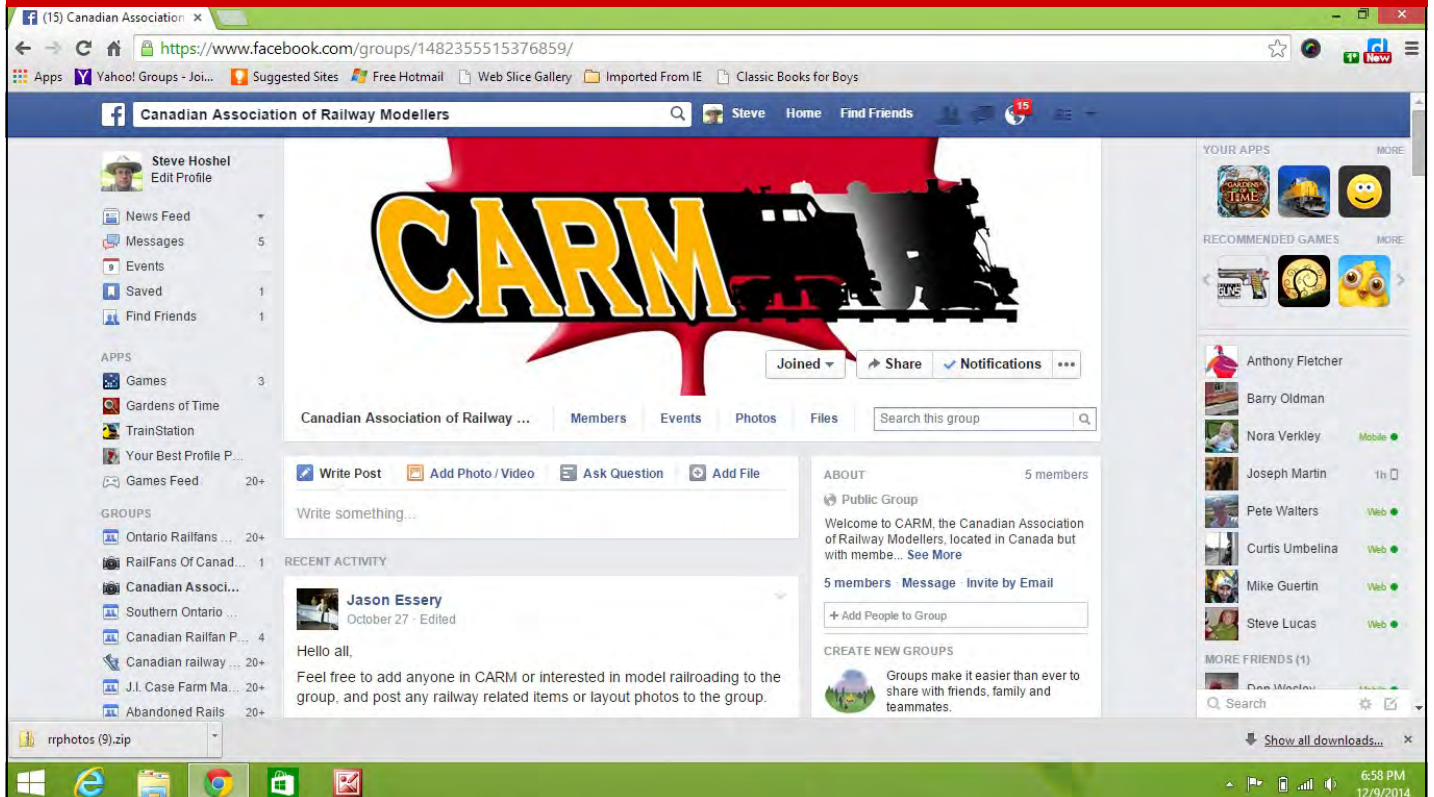 (15) Canadian Association
https://www.facebook.com/groups/1482355515376859/
Apps Yahoo! Groups - Joi... Suggested Sites Free Hotmail Web Slice Gallery Imported From IE Classic Books for Boys
New
Canadian Association of Railway Modellers
Steve Home Find Friends 15
Steve Hoshel
Edit Profile
News Feed
Messages 5
Events
Saved 1
Find Friends 1
APPS
Games 3
Gardens of Time
TrainStation
Your Best Profile P...
Games Feed 20+
GROUPS
Ontario Railfans ... 20+
RailFans Of Canad... 1
Canadian Associ...
Southern Ontario ...
Canadian Railfan P... 4
Canadian railway ... 20+
J.I. Case Farm Ma... 20+
Abandoned Rails 20+
CARM
Joined Share Notifications
Canadian Association of Railway ... Members Events Photos Files Search this group
Write Post Add Photo / Video Ask Question Add File
Write something...
RECENT ACTIVITY
Jason Essery
October 27 · Edited
Hello all,
Feel free to add anyone in CARM or interested in model railroading to the
group, and post any railway related items or layout photos to the group.
ABOUT 5 members
Public Group
Welcome to CARM, the Canadian Association
of Railway Modellers, located in Canada but
with membe... See More
5 members · Message · Invite by Email
+ Add People to Group
CREATE NEW GROUPS
Groups make it easier than ever to
share with friends, family and
teammates.
YOUR APPS MORE
GARDENS OF TIME
RECOMMENDED GAMES MORE
GUNS
Anthony Fletcher
Barry Oldman
Nora Verkley Mobile
Joseph Martin 1h
Pete Walters Web
Curtis Umbelina Web
Mike Guertin Web
Steve Lucas Web
MORE FRIENDS (1)
Search
rrphotos (9).zip
Show all downloads...
6:58 PM
12/9/2014